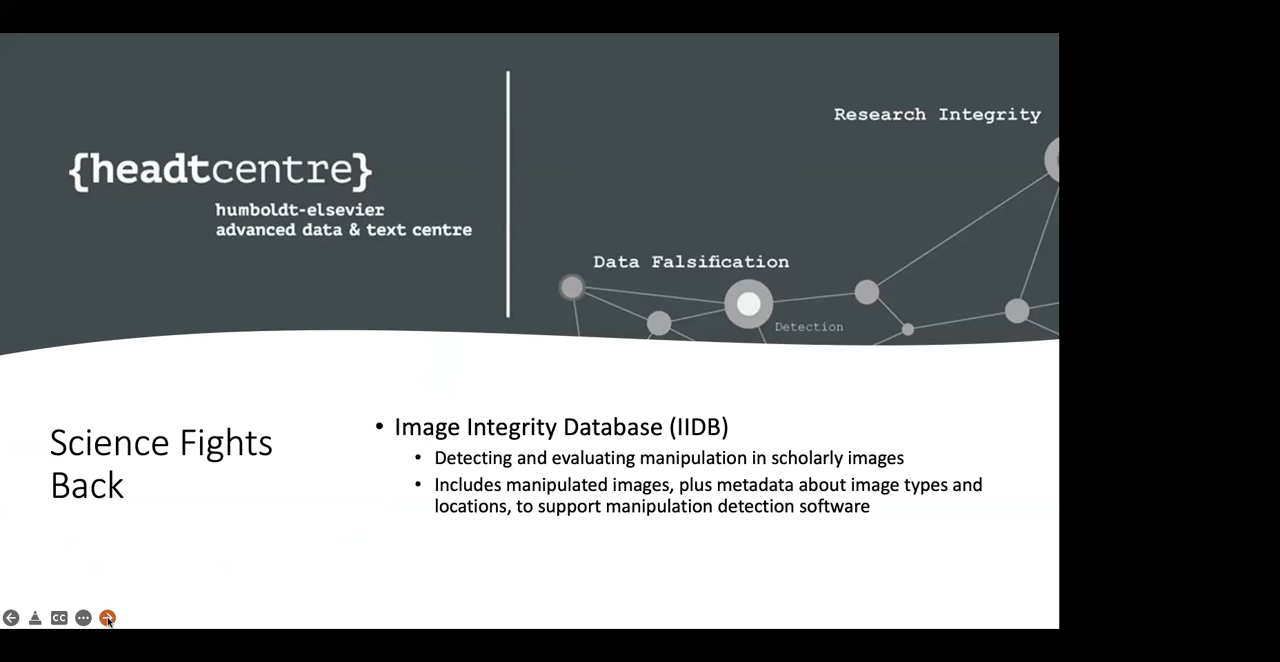 Research Integrity
{headtcentre}
humboldt-elsevier
advanced data & text centre
Data Falsification
Detection
Science Fights
Back
• Image Integrity Database (IIDB)
• Detecting and evaluating manipulation in scholarly images
• Includes manipulated images, plus metadata about image types and
locations, to support manipulation detection software
CC